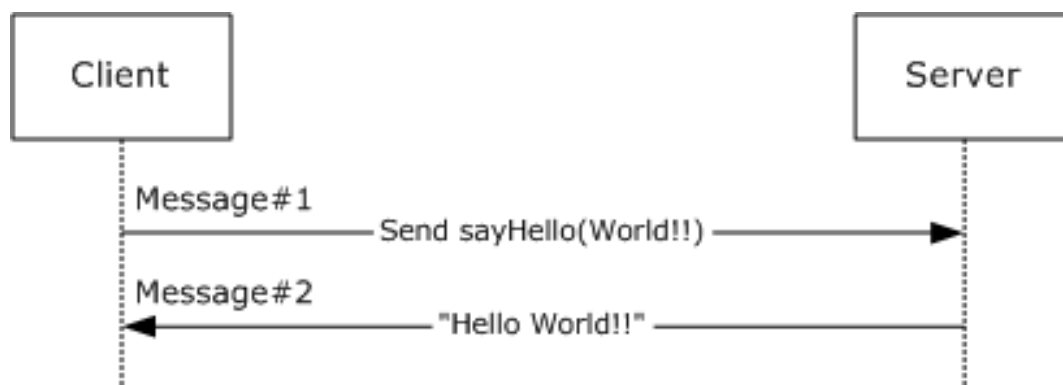 Client
Server
Message#1
Send sayHello(World!!)
Message#2
"Hello World!!"